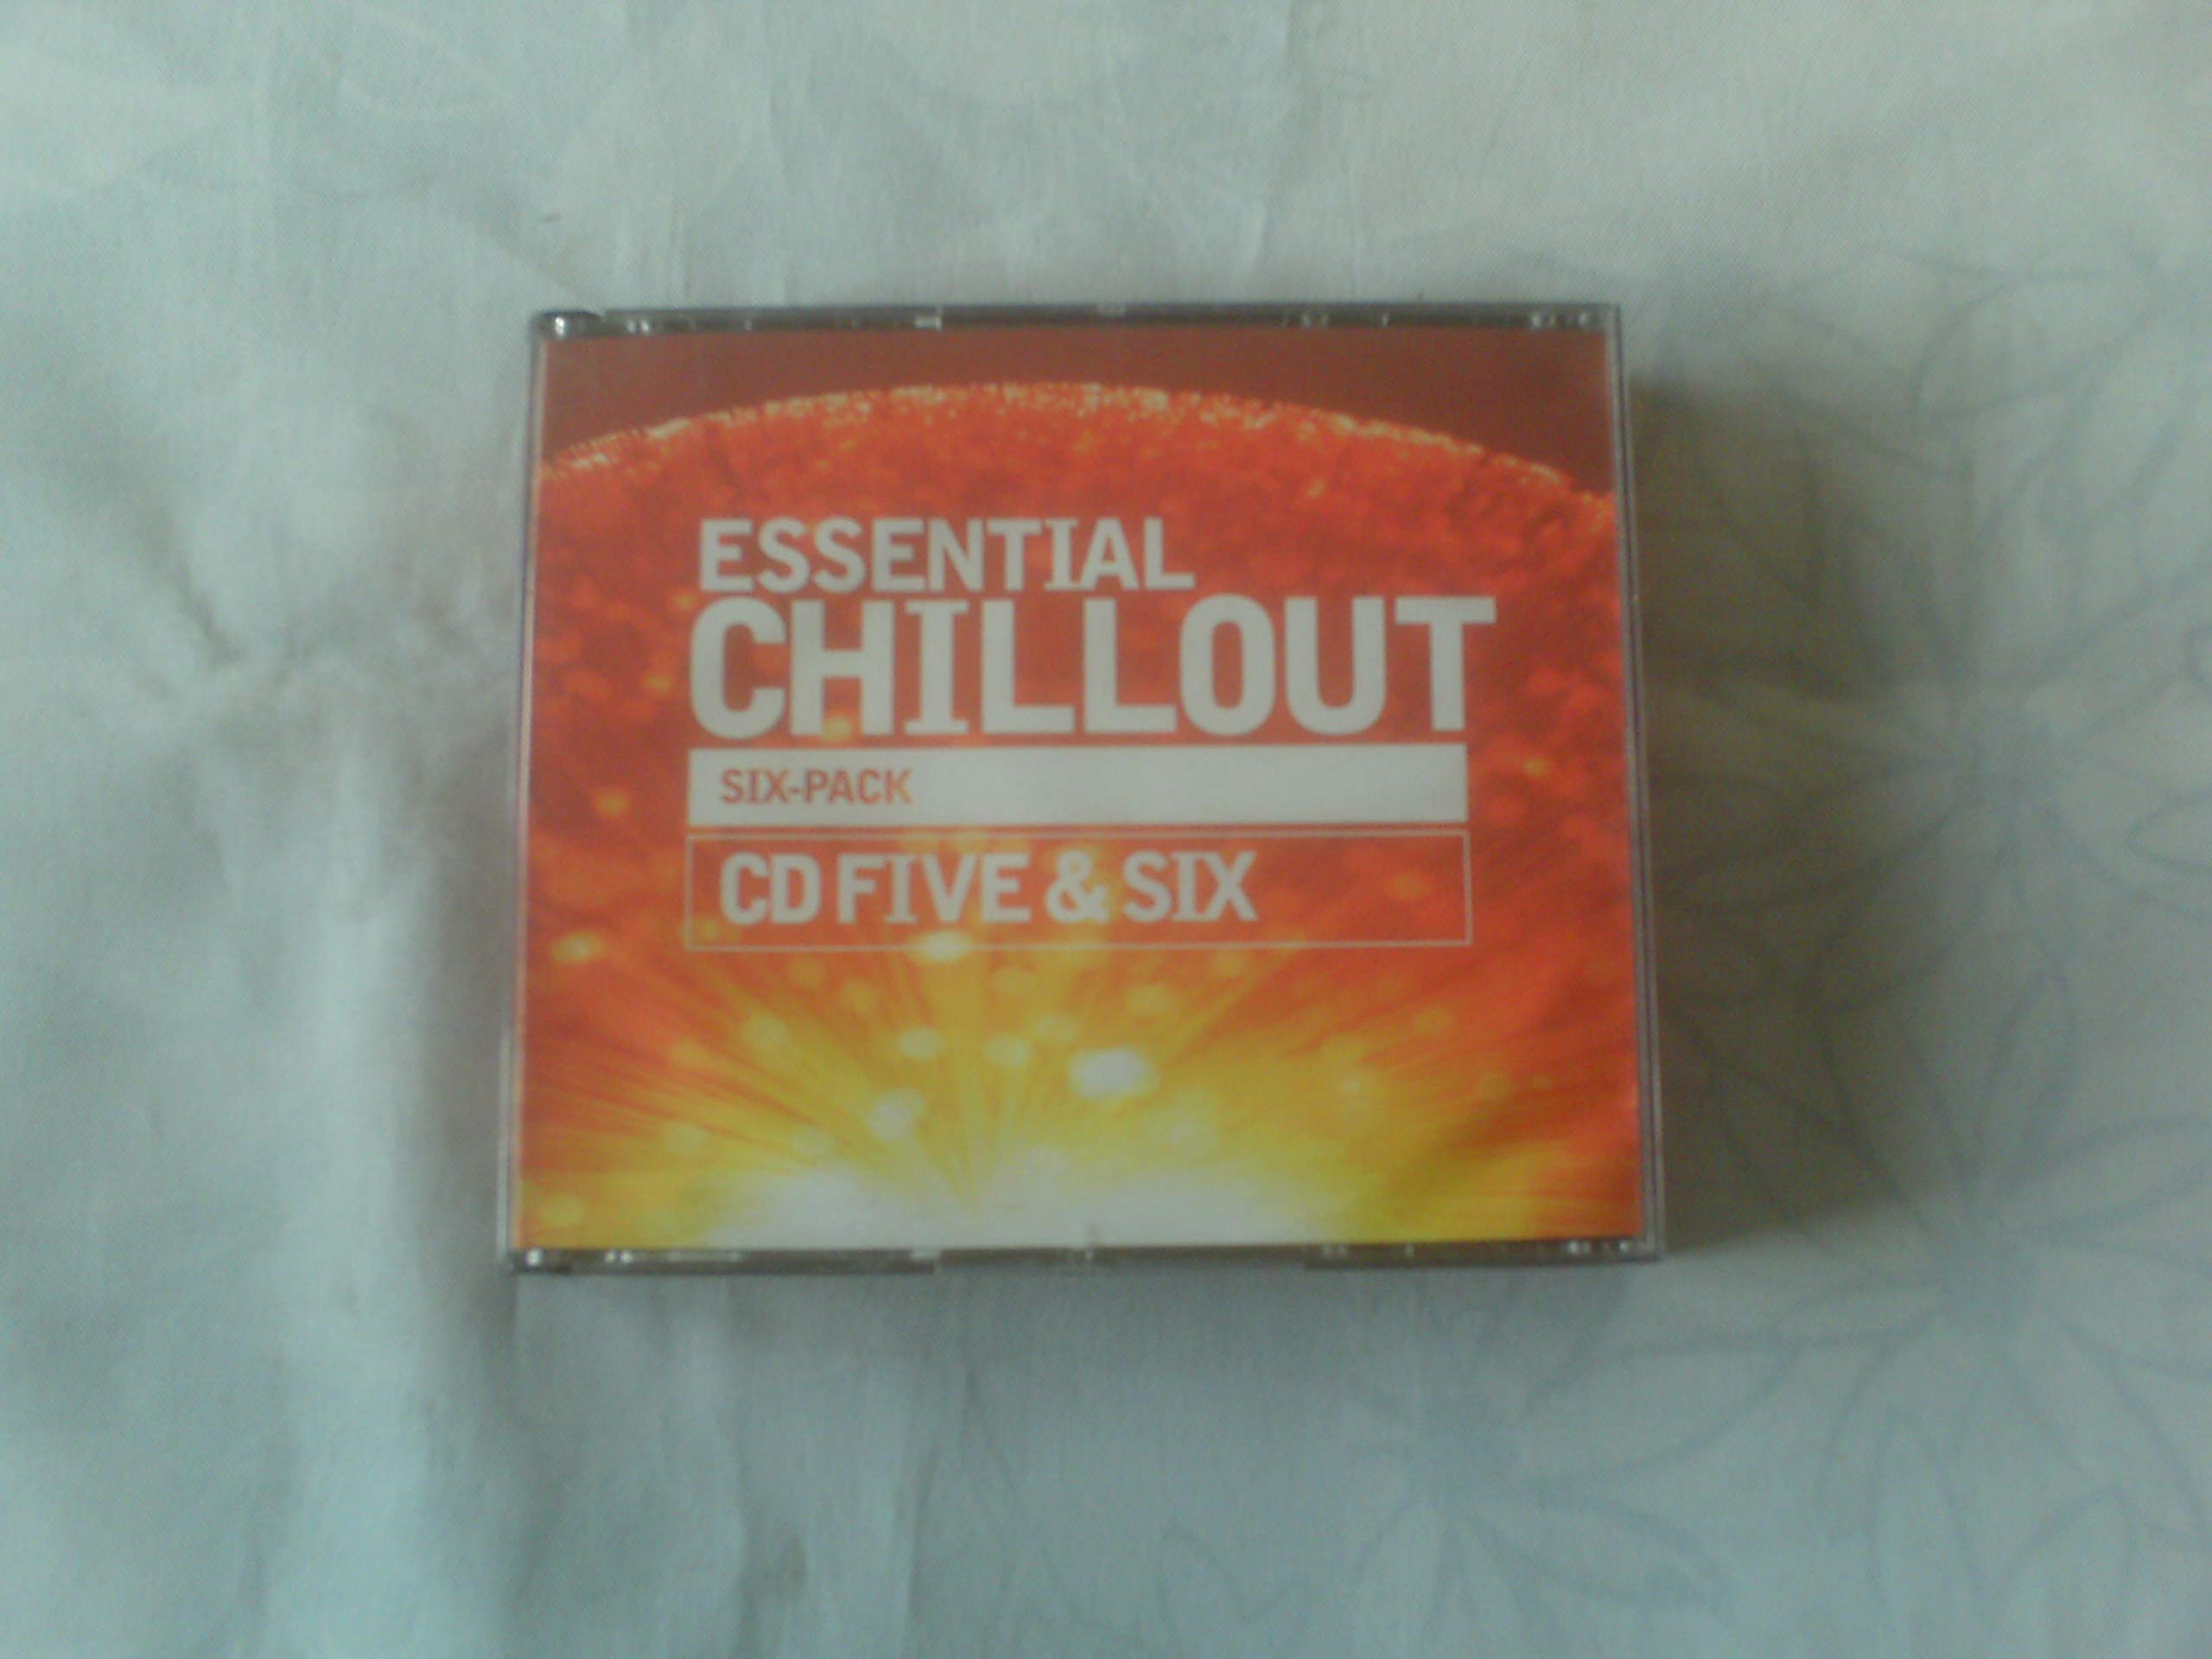 ESSENTIAL
CHILLOUT
SIX-PACK
CD FIVE & SIX